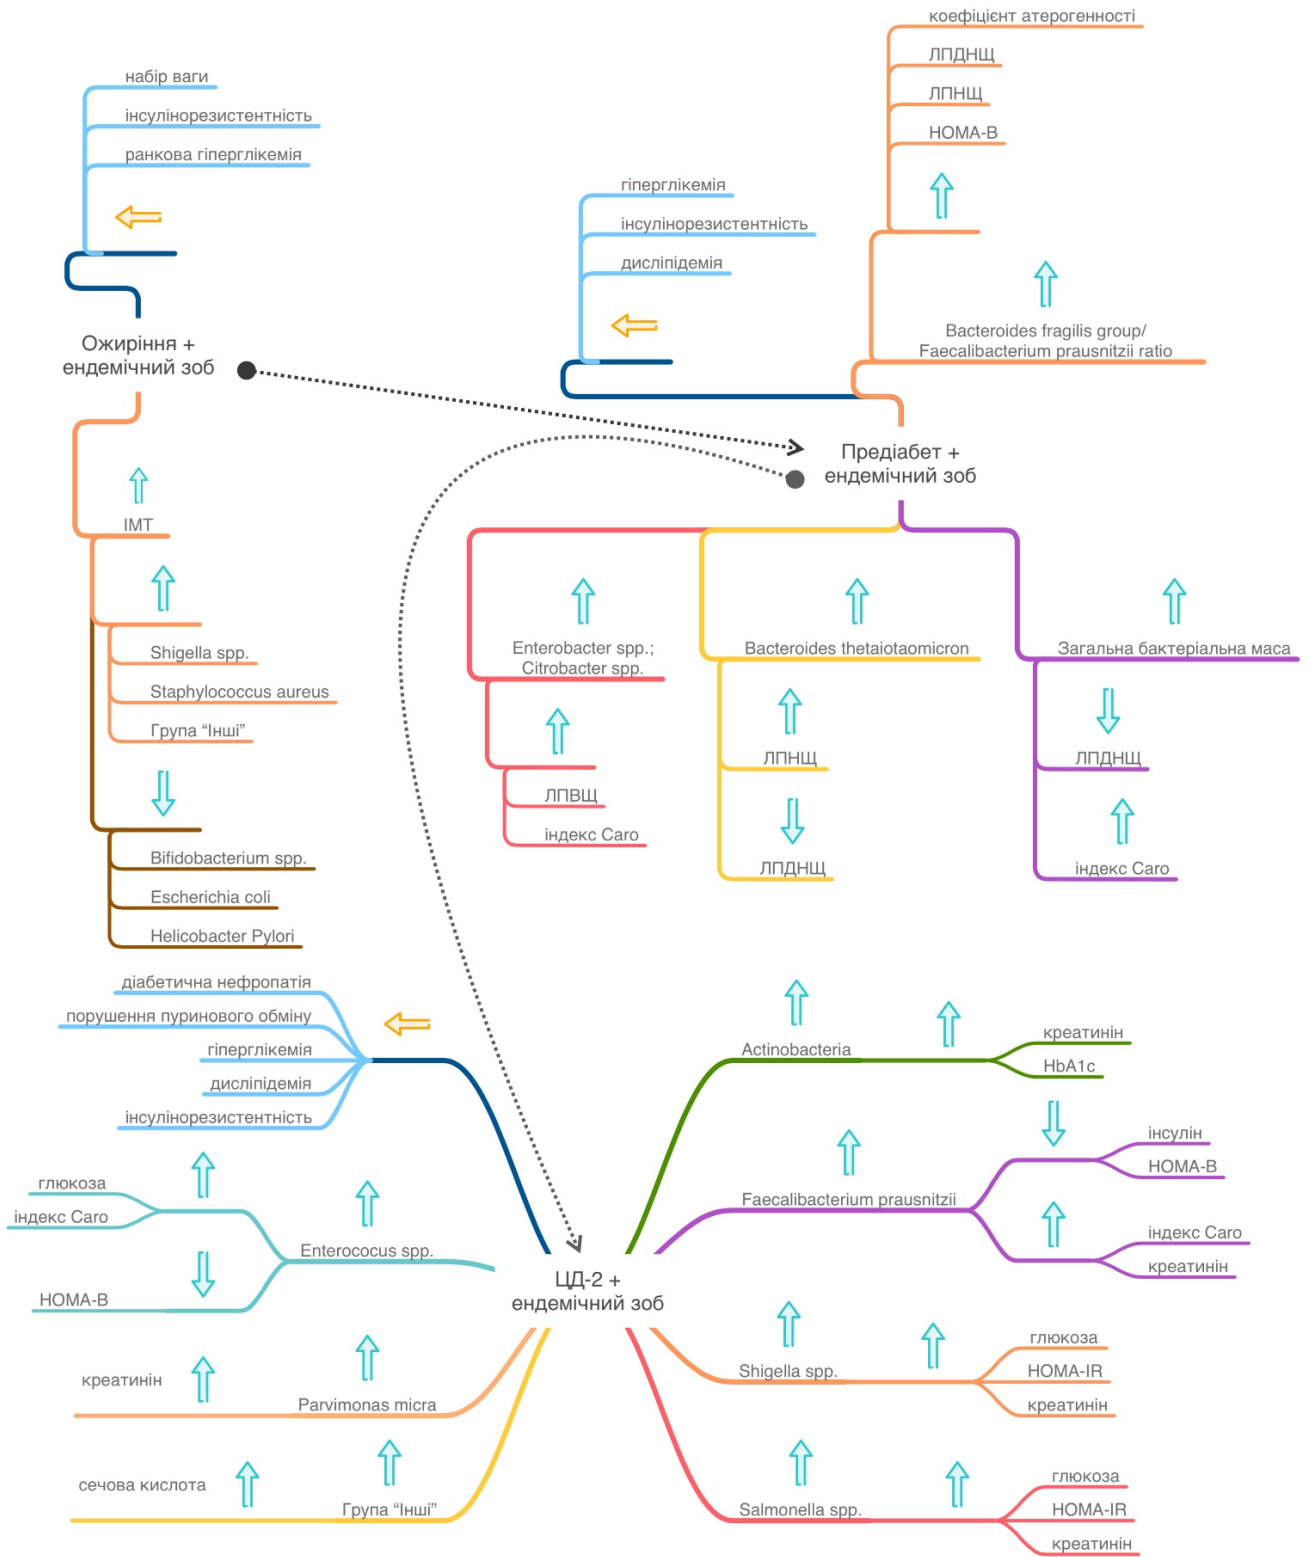 коефіцієнт атерогенності
ЛПДНЩ
ЛПНЩ
HOMA-B
набір ваги
інсулінорезистентність
ранкова гіперглікемія
гіперглікемія
інсулінорезистентність
дисліпідемія
Bacteroides fragilis group/
Faecalibacterium prausnitzii ratio
Ожиріння +
ендемічний зоб
Предіабет +
ендемічний зоб
ІМТ
Shigella spp.
Staphylococcus aureus
Група “Інші”
Bifidobacterium spp.
Escherichia coli
Helicobacter Pylori
Enterobacter spp.;
Citrobacter spp.
ЛПВЩ
індекс Caro
Bacteroides thetaiotaomicron
ЛПНЩ
ЛПДНЩ
Загальна бактеріальна маса
ЛПДНЩ
індекс Caro
діабетична нефропатія
порушення пуринового обміну
гіперглікемія
дисліпідемія
інсулінорезистентність
глюкоза
індекс Caro
HOMA-B
Enterococus spp.
креатинін
Parvimonas micra
сечова кислота
Група “Інші”
ЦД-2 +
ендемічний зоб
Actinobacteria
креатинін
HbA1c
Faecalibacterium prausnitzii
інсулін
HOMA-B
індекс Caro
креатинін
Shigella spp.
глюкоза
HOMA-IR
креатинін
Salmonella spp.
глюкоза
HOMA-IR
креатинін